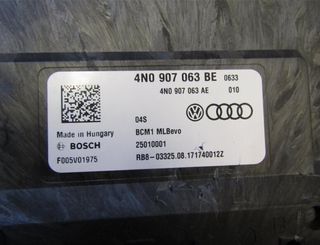 4N0 907 063 BE 0633
4N0 907 063 AE 010
04S
Made in Hungary BCM1 MLBevo
BOSCH 25010001
F005V01975 RB8-03325.08.171740012Z